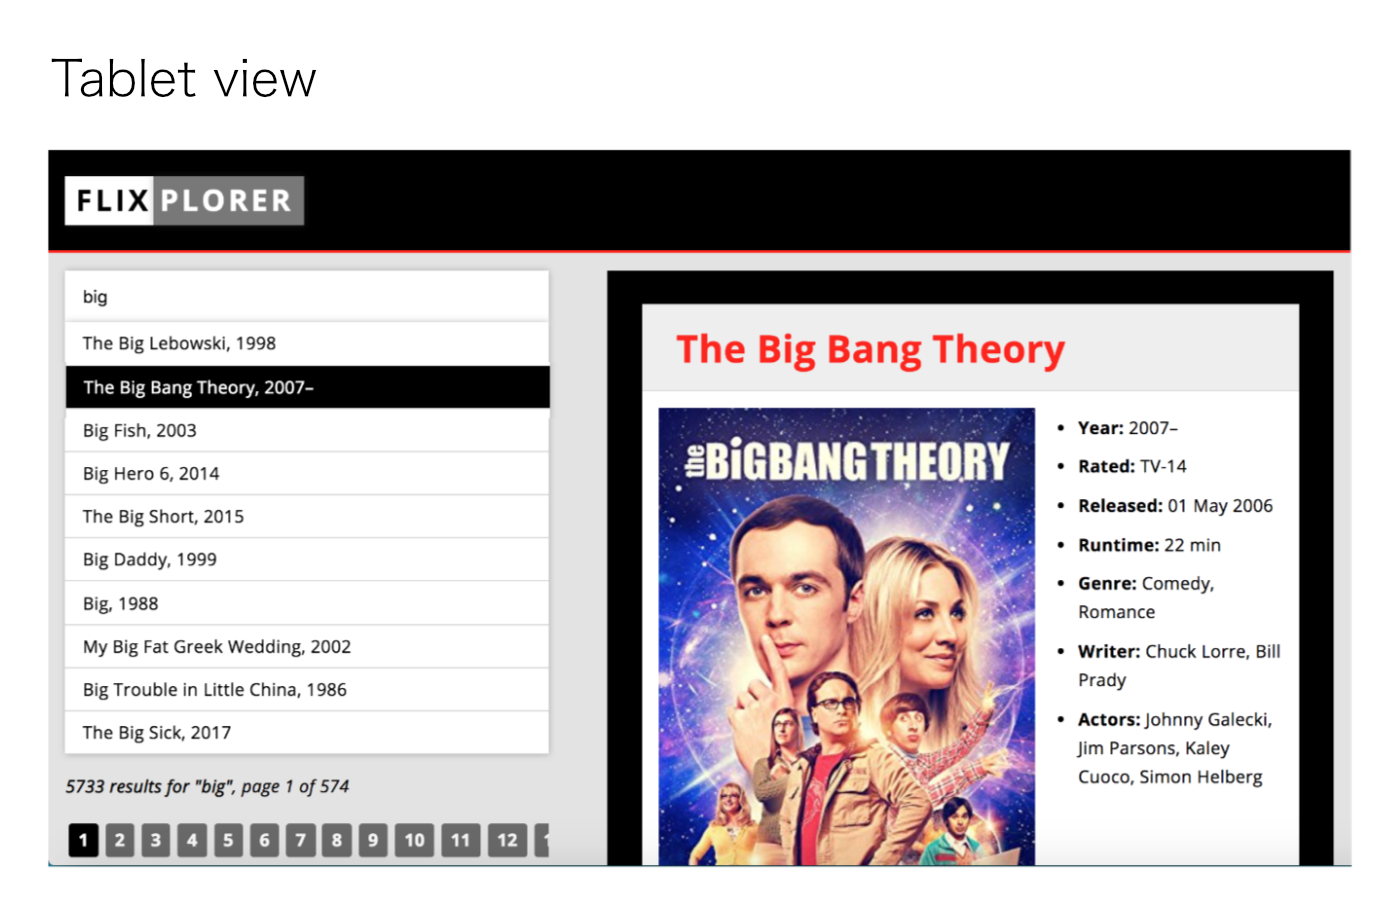 Tablet view
FLIXPLORER
big
The Big Lebowski, 1998
The Big Bang Theory, 2007–
Big Fish, 2003
Big Hero 6, 2014
The Big Short, 2015
Big Daddy, 1999
Big, 1988
My Big Fat Greek Wedding, 2002
Big Trouble in Little China, 1986
The Big Sick, 2017
5733 results for "big", page 1 of 574
1 2 3 4 5 6 7 8 9 10 11 12
The Big Bang Theory
the BiGBANG THEORY
• Year: 2007–
• Rated: TV-14
• Released: 01 May 2006
• Runtime: 22 min
• Genre: Comedy,
Romance
• Writer: Chuck Lorre, Bill
Prady
• Actors: Johnny Galecki,
Jim Parsons, Kaley
Cuoco, Simon Helberg